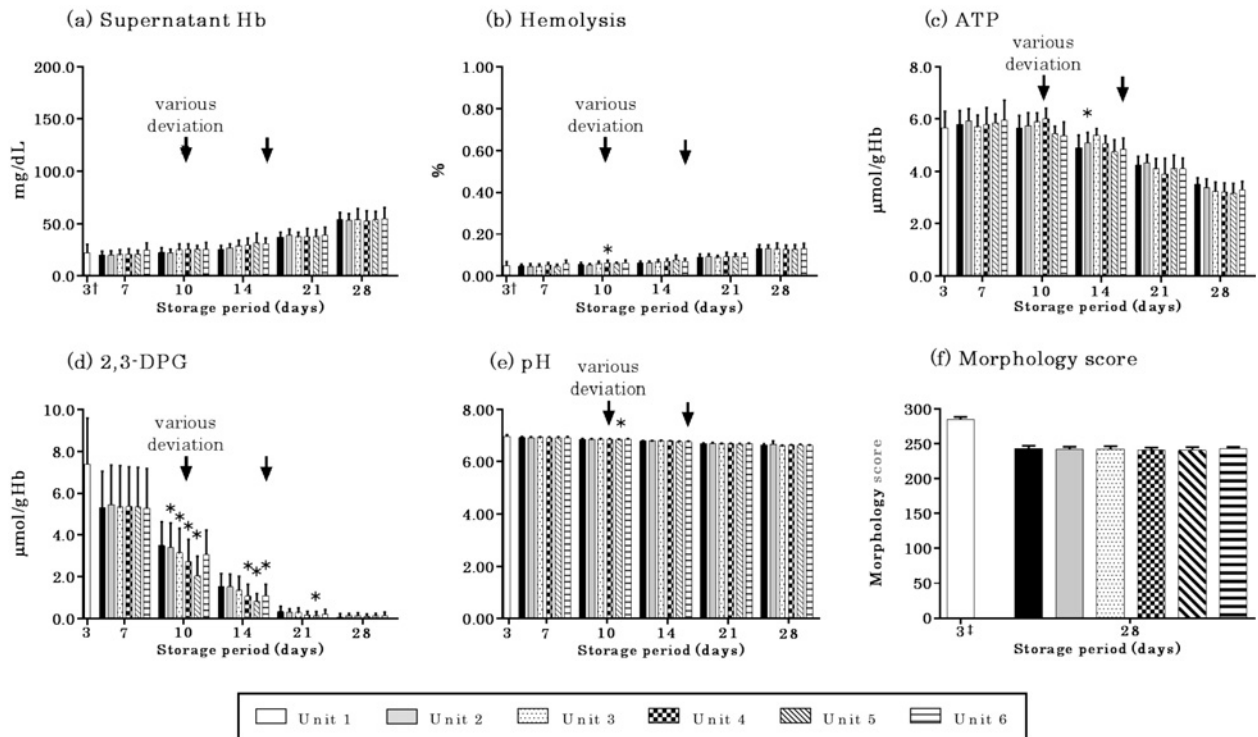 (a) Supernatant Hb
200.0
150.0
100.0
50.0
0.0
mg/dL
various
deviation
3† 7 10 14 21 28
Storage period (days)
(b) Hemolysis
1.00
0.80
0.60
0.40
0.20
0.00
%
various
deviation
*
3† 7 10 14 21 28
Storage period (days)
(c) ATP
8.0
6.0
4.0
2.0
0.0
μmol/gHb
various
deviation
*
3 7 10 14 21 28
Storage period (days)
(d) 2,3-DPG
10.0
8.0
6.0
4.0
2.0
0.0
μmol/gHb
various
deviation
* * * *
* * *
*
3 7 10 14 21 28
Storage period (days)
(e) pH
8.00
6.00
4.00
2.00
0.00
various
deviation
*
3 7 10 14 21 28
Storage period (days)
(f) Morphology score
300
250
200
150
100
50
0
Morphology score
3‡ 28
Storage period (days)
Unit 1 Unit 2 Unit 3 Unit 4 Unit 5 Unit 6